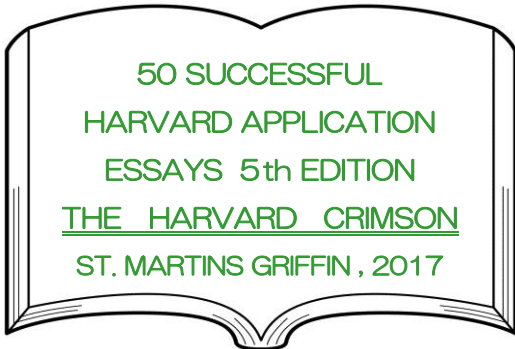 50 SUCCESSFUL
HARVARD APPLICATION
ESSAYS 5th EDITION
THE HARVARD CRIMSON
ST. MARTINS GRIFFIN , 2017